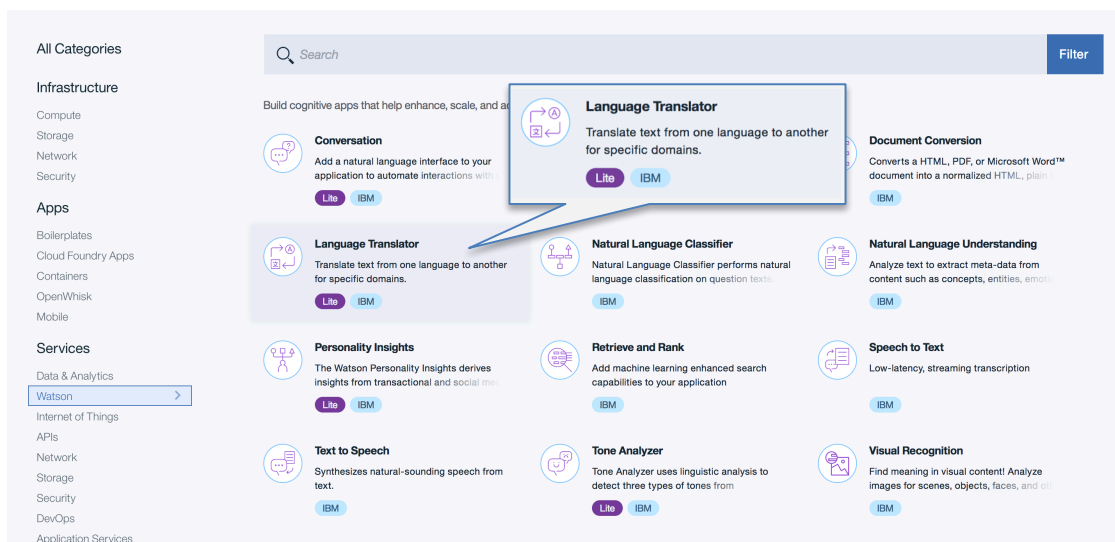 All Categories
Infrastructure
Compute
Storage
Network
Security
Apps
Boilerplates
Cloud Foundry Apps
Containers
OpenWhisk
Mobile
Services
Data & Analytics
Watson
Internet of Things
APIs
Network
Storage
Security
DevOps
Application Services
Search
Filter
Build cognitive apps that help enhance, scale, and
Language Translator
Translate text from one language to another
for specific domains.
Lite IBM
Conversation
Add a natural language interface to your
application to automate interactions with
Lite IBM
Document Conversion
Converts a HTML, PDF, or Microsoft Word™
document into a normalized HTML, plain
IBM
Language Translator
Translate text from one language to another
for specific domains.
Lite IBM
Natural Language Classifier
Natural Language Classifier performs natural
language classification on question texts.
IBM
Natural Language Understanding
Analyze text to extract meta-data from
content such as concepts, entities,
IBM
Personality Insights
The Watson Personality Insights derives
insights from transactional and social
Lite IBM
Retrieve and Rank
Add machine learning enhanced search
capabilities to your application
IBM
Speech to Text
Low-latency, streaming transcription
IBM
Text to Speech
Synthesizes natural-sounding speech from
text.
IBM
Tone Analyzer
Tone Analyzer uses linguistic analysis to
detect three types of tones from
Lite IBM
Visual Recognition
Find meaning in visual content! Analyze
images for scenes, objects, faces, and
IBM